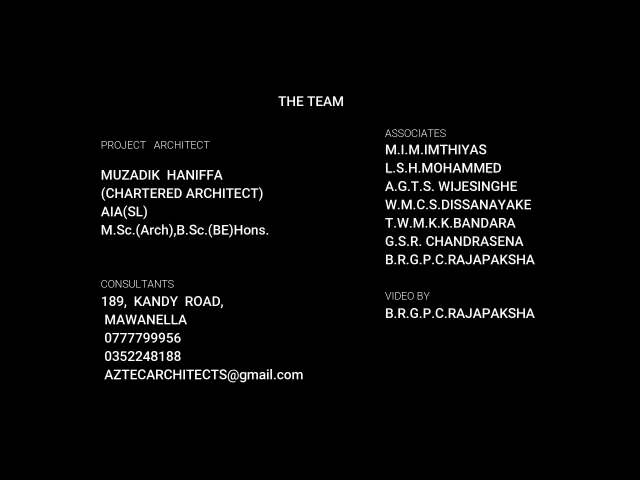 THE TEAM
PROJECT ARCHITECT
MUZADIK HANIFFA
(CHARTERED ARCHITECT)
AIA(SL)
M.Sc.(Arch),B.Sc.(BE)Hons.
CONSULTANTS
189, KANDY ROAD,
MAWANELLA
0777799956
0352248188
AZTECARCHITECTS@gmail.com
ASSOCIATES
M.I.M.IMTHIYAS
L.S.H.MOHAMMED
A.G.T.S. WIJESINGHE
W.M.C.S.DISSANAYAKE
T.W.M.K.K.BANDARA
G.S.R. CHANDRASENA
B.R.G.P.C.RAJAPAKSHA
VIDEO BY
B.R.G.P.C.RAJAPAKSHA